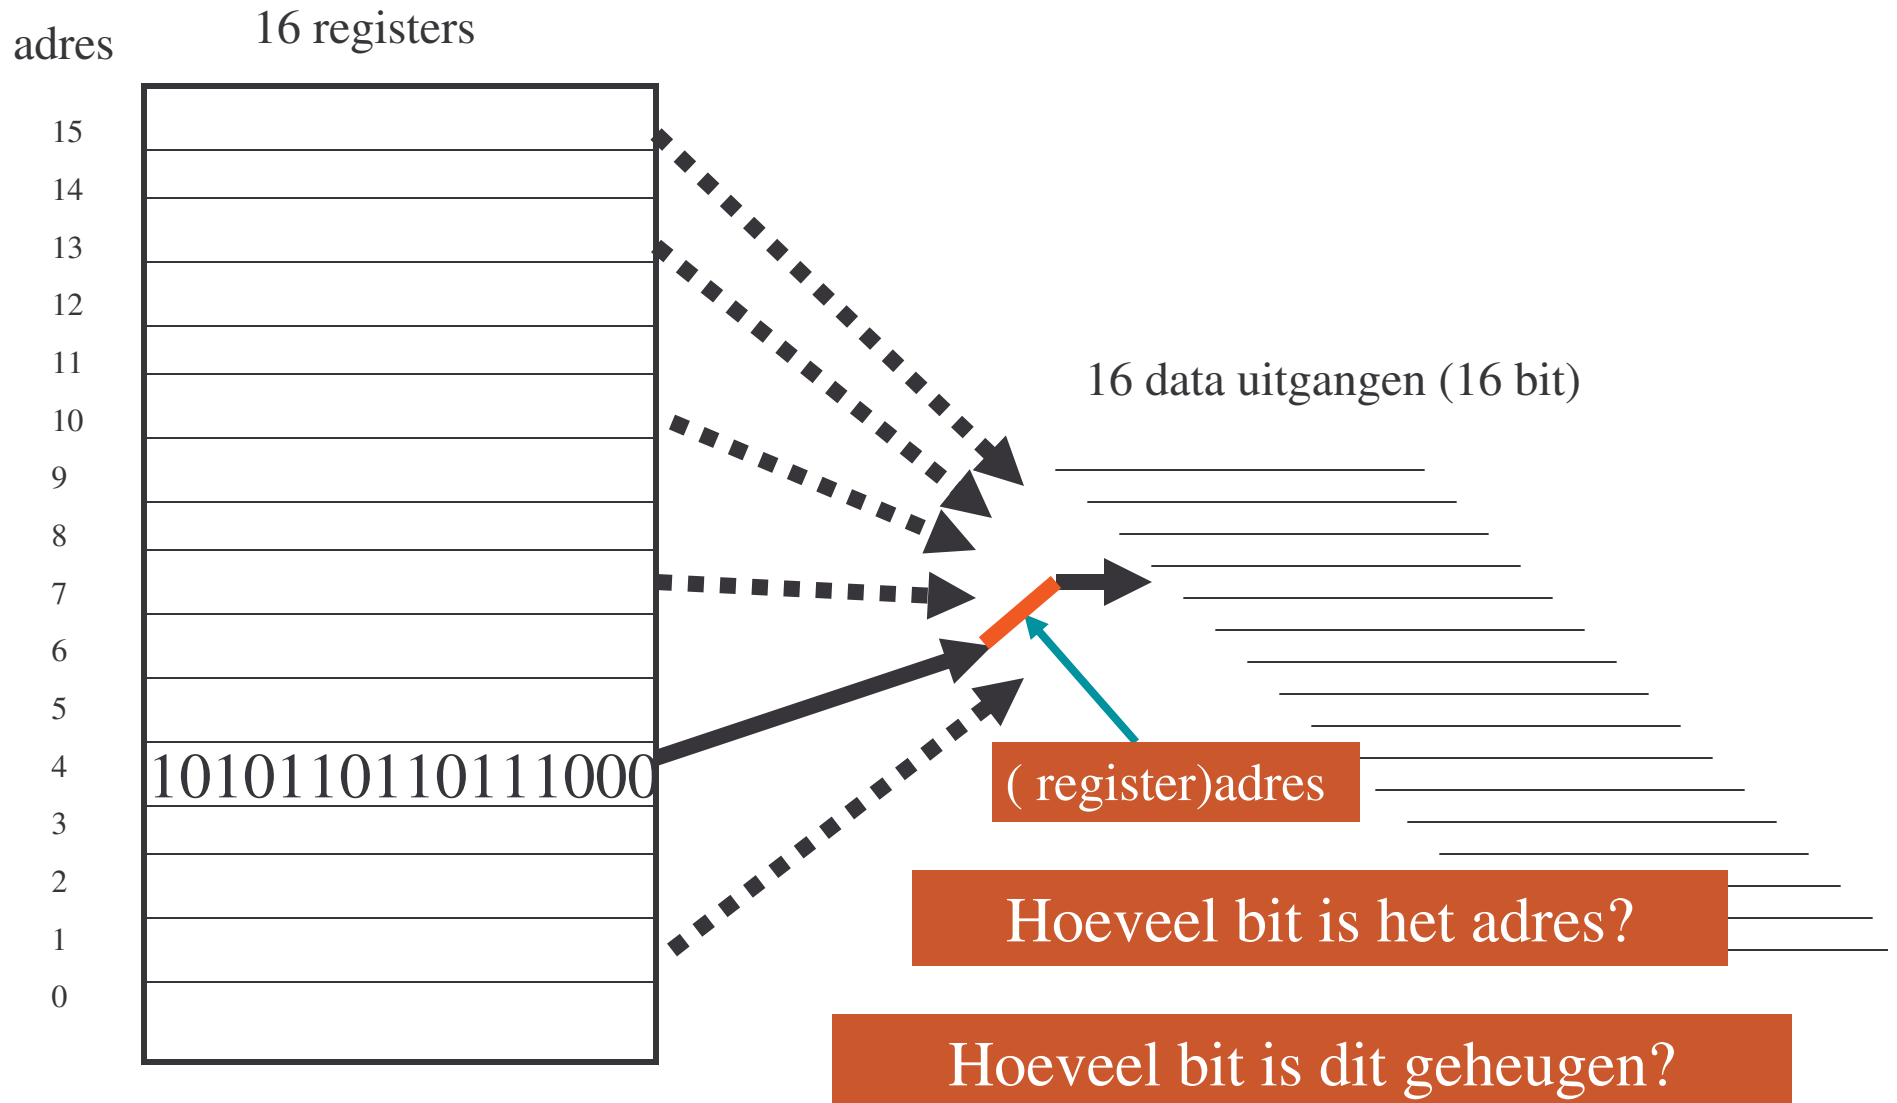 adres
16 registers
15
14
13
12
11
10
9
8
7
6
5
4
3
2
1
0
1010110110111000
16 data uitgangen (16 bit)
( register)adres
Hoeveel bit is het adres?
Hoeveel bit is dit geheugen?